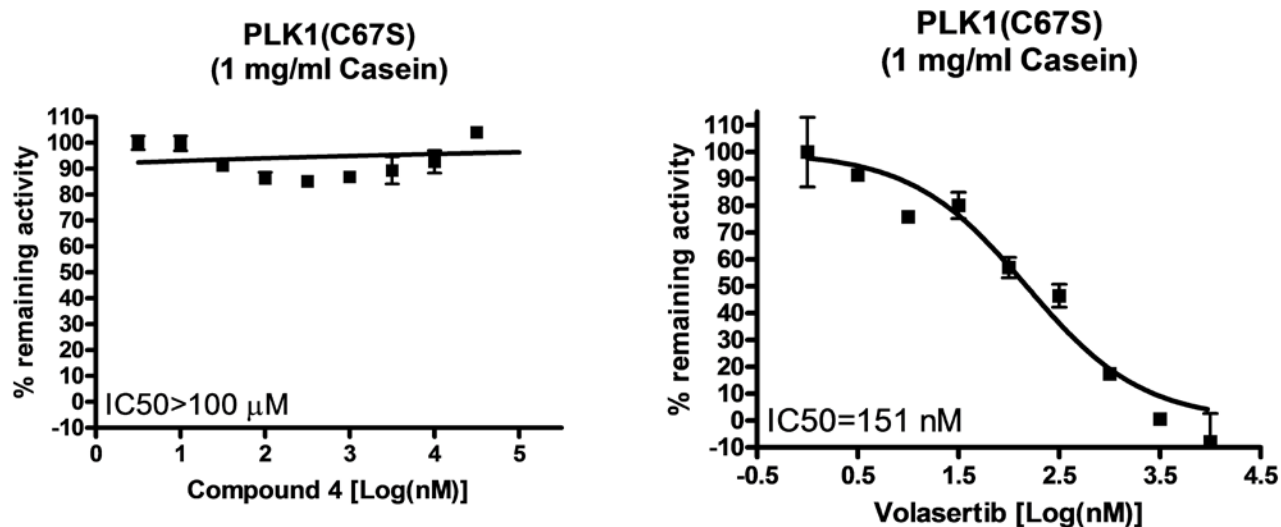 PLK1(C67S)
(1 mg/ml Casein)
% remaining activity
110
100
90
80
70
60
50
40
30
20
10
0
-10
IC50>100 μM
0 1 2 3 4 5
Compound 4 [Log(nM)]
PLK1(C67S)
(1 mg/ml Casein)
% remaining activity
110
100
90
80
70
60
50
40
30
20
10
0
-10
IC50=151 nM
-0.5 0.5 1.5 2.5 3.5 4.5
Volasertib [Log(nM)]